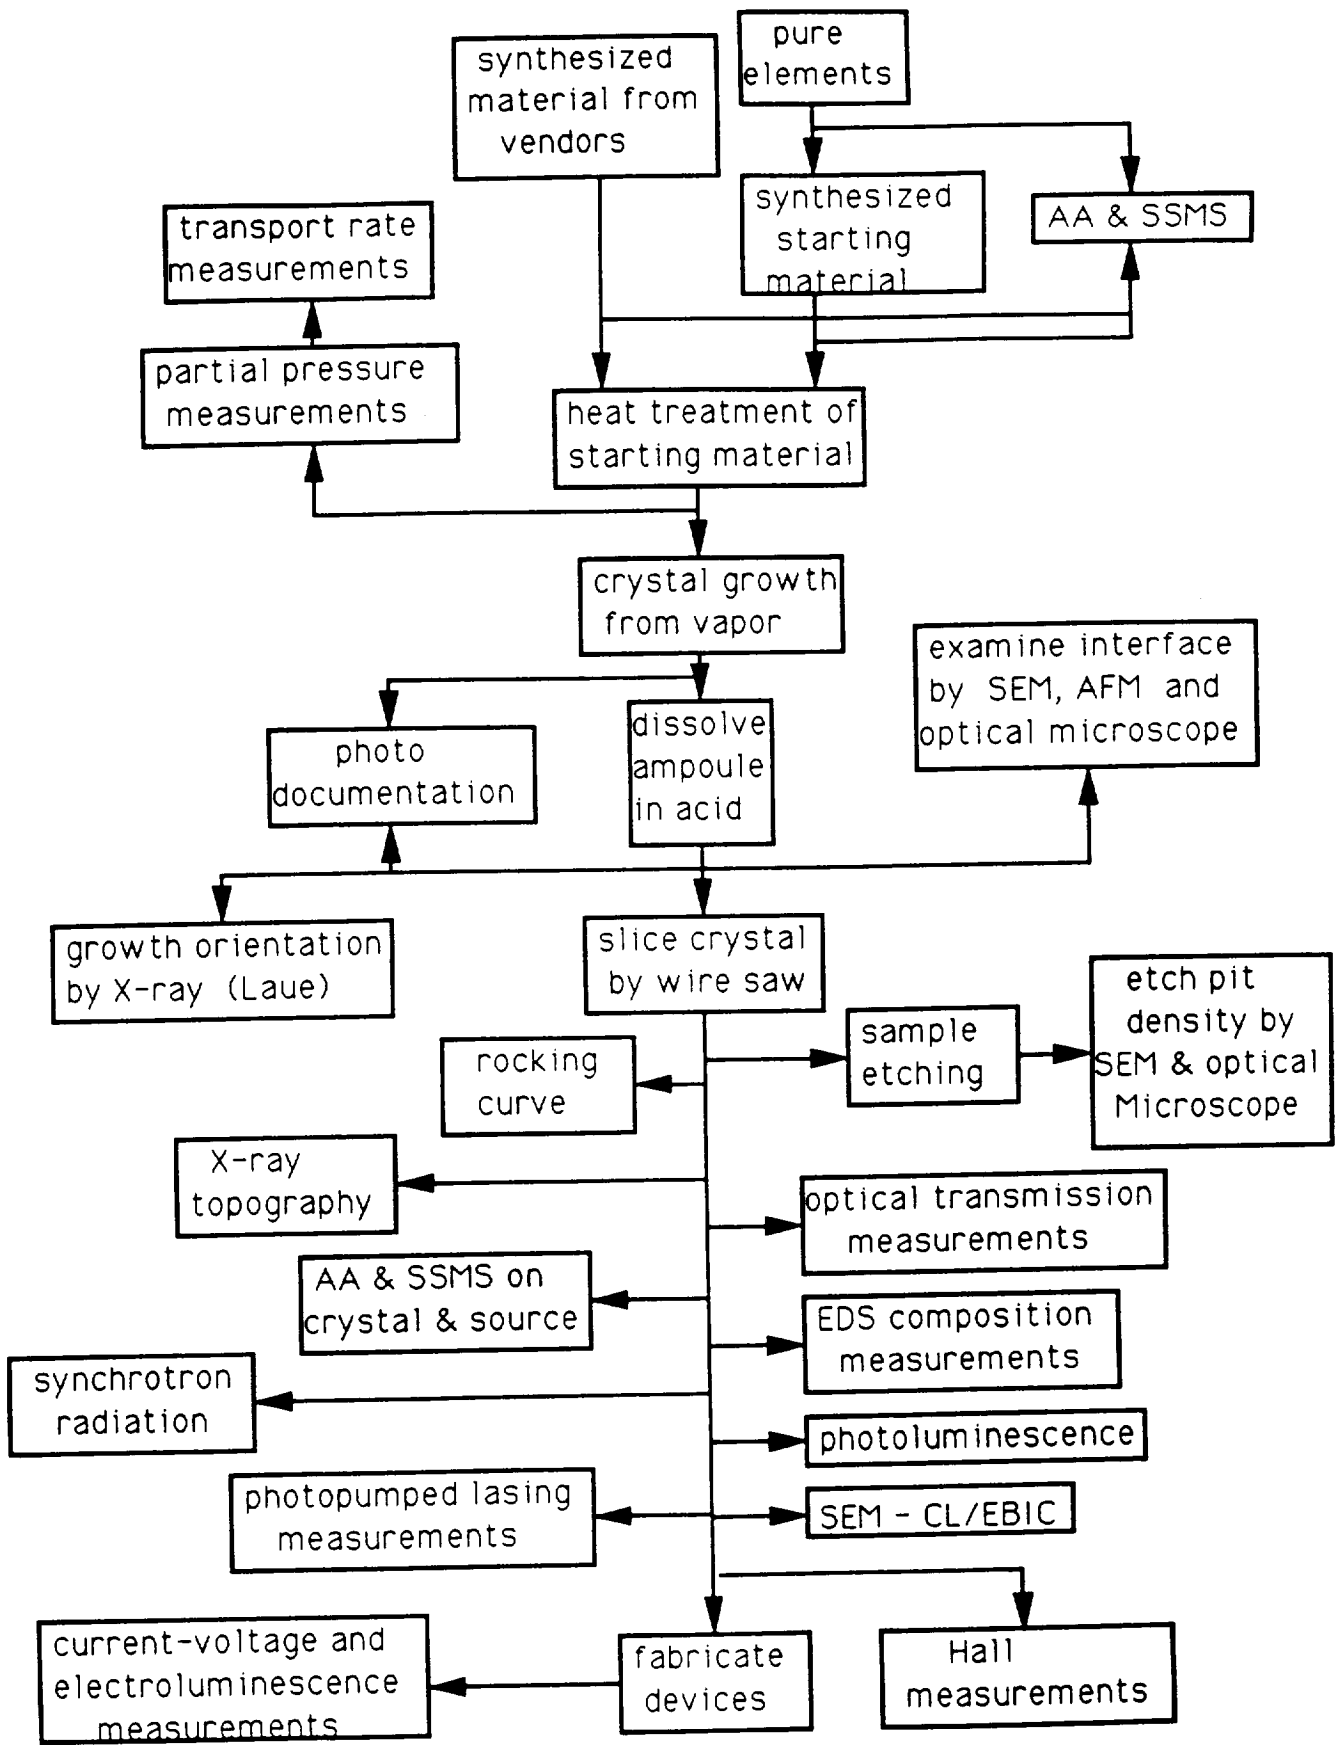 pure
elements
synthesized
material from
vendors
synthesized
starting
material
AA & SSMS
transport rate
measurements
partial pressure
measurements
heat treatment of
starting material
crystal growth
from vapor
examine interface
by SEM, AFM and
optical microscope
photo
documentation
dissolve
ampoule
in acid
growth orientation
by X-ray (Laue)
slice crystal
by wire saw
sample
etching
etch pit
density by
SEM & optical
Microscope
rocking
curve
X-ray
topography
optical transmission
measurements
AA & SSMS on
crystal & source
EDS composition
measurements
synchrotron
radiation
photoluminescence
photopumped lasing
measurements
SEM - CL/EBIC
current-voltage and
electroluminescence
measurements
fabricate
devices
Hall
measurements